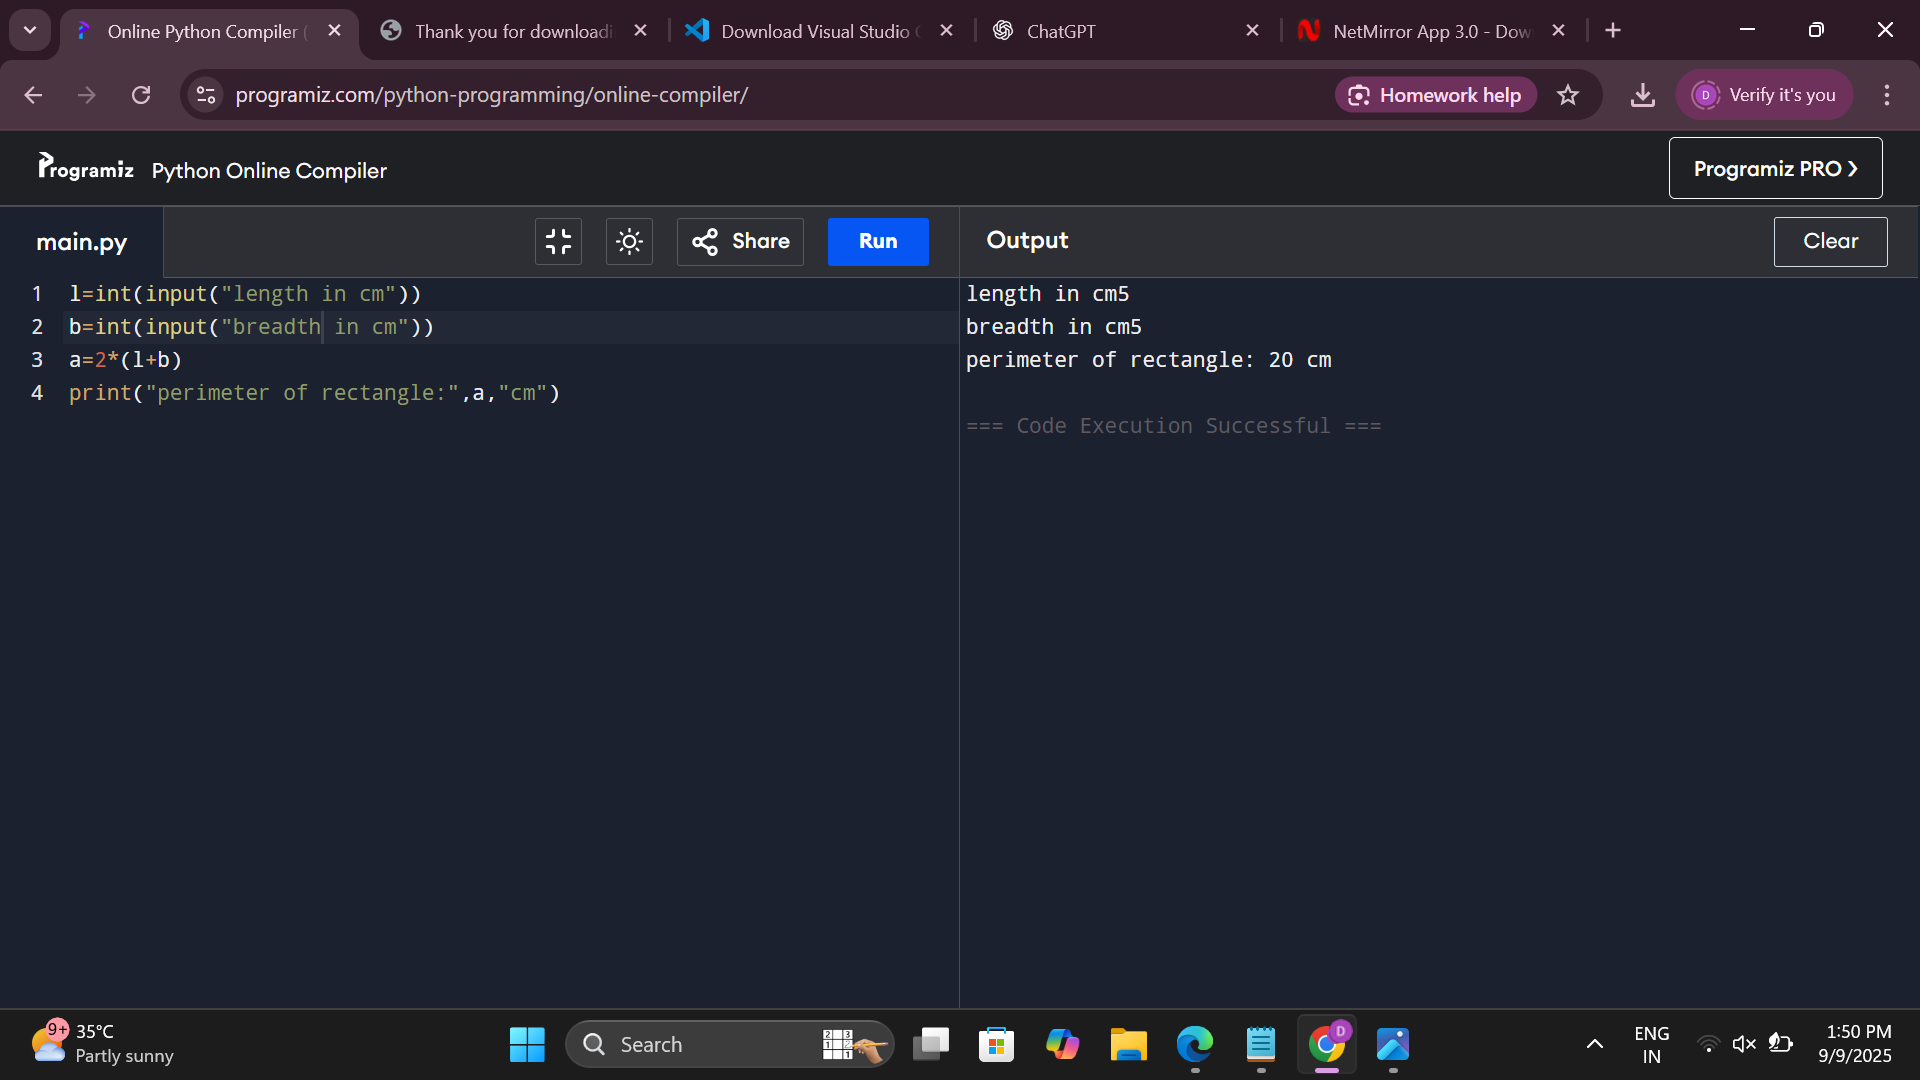 Online Python Compiler (
Thank you for downloadi
Download Visual Studio C
ChatGPT
NetMirror App 3.0 - Dow
programiz.com/python-programming/online-compiler/
Homework help
D
Verify it's you
Programiz
Python Online Compiler
Programiz PRO ❯
main.py
Share
Run
Output
Clear
1 l=int(input("length in cm"))
2 b=int(input("breadth in cm"))
3 a=2*(l+b)
4 print("perimeter of rectangle:",a,"cm")
length in cm5
breadth in cm5
perimeter of rectangle: 20 cm
=== Code Execution Successful ===
9+
35°C
Partly sunny
Search
D
ENG
IN
1:50 PM
9/9/2025